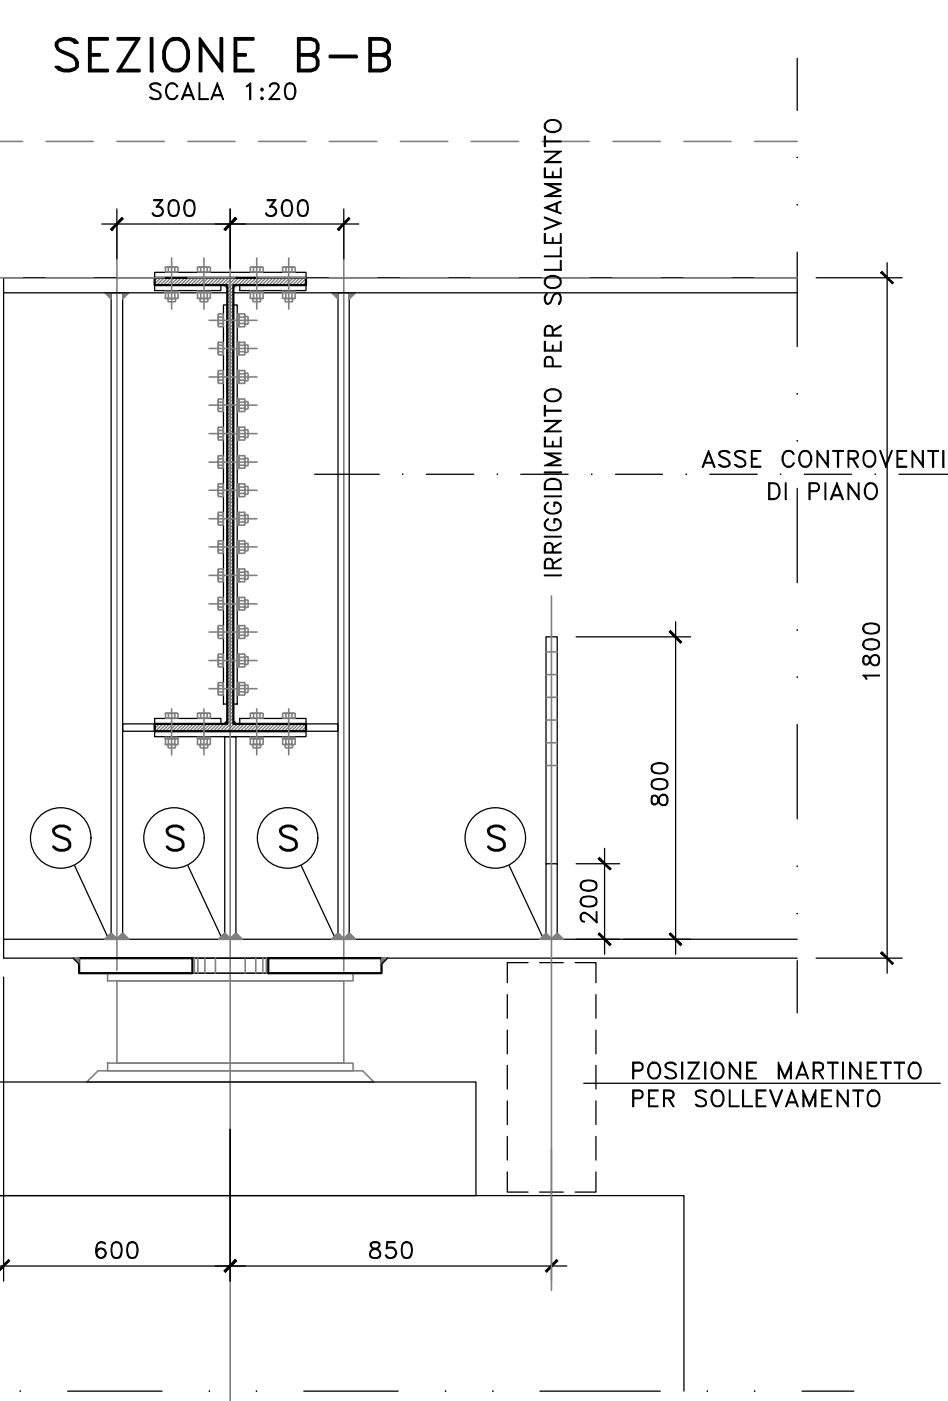 SEZIONE B-B
SCALA 1:20
IRRIGGIDIMENTO PER SOLLEVAMENTO
300
300
ASSE CONTROVENTI
DI PIANO
1800
800
200
S
S
S
S
POSIZIONE MARTINETTO
PER SOLLEVAMENTO
600
850